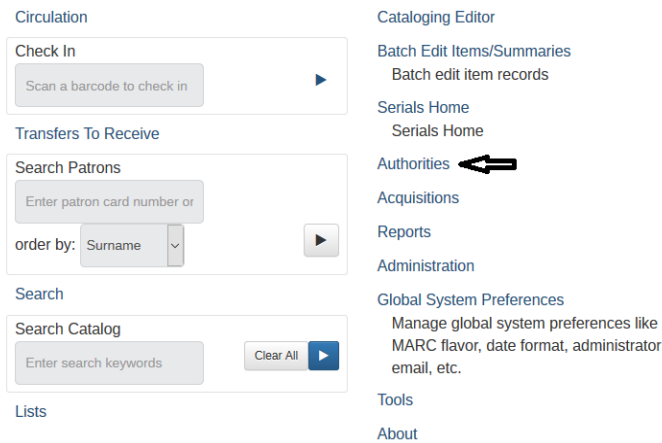 Circulation
Check In
Scan a barcode to check in
Transfers To Receive
Search Patrons
Enter patron card number or
order by: Surname
Search
Search Catalog
Enter search keywords
Clear All
Lists
Cataloging Editor
Batch Edit Items/Summaries
Batch edit item records
Serials Home
Serials Home
Authorities
Acquisitions
Reports
Administration
Global System Preferences
Manage global system preferences like
MARC flavor, date format, administrator
email, etc.
Tools
About